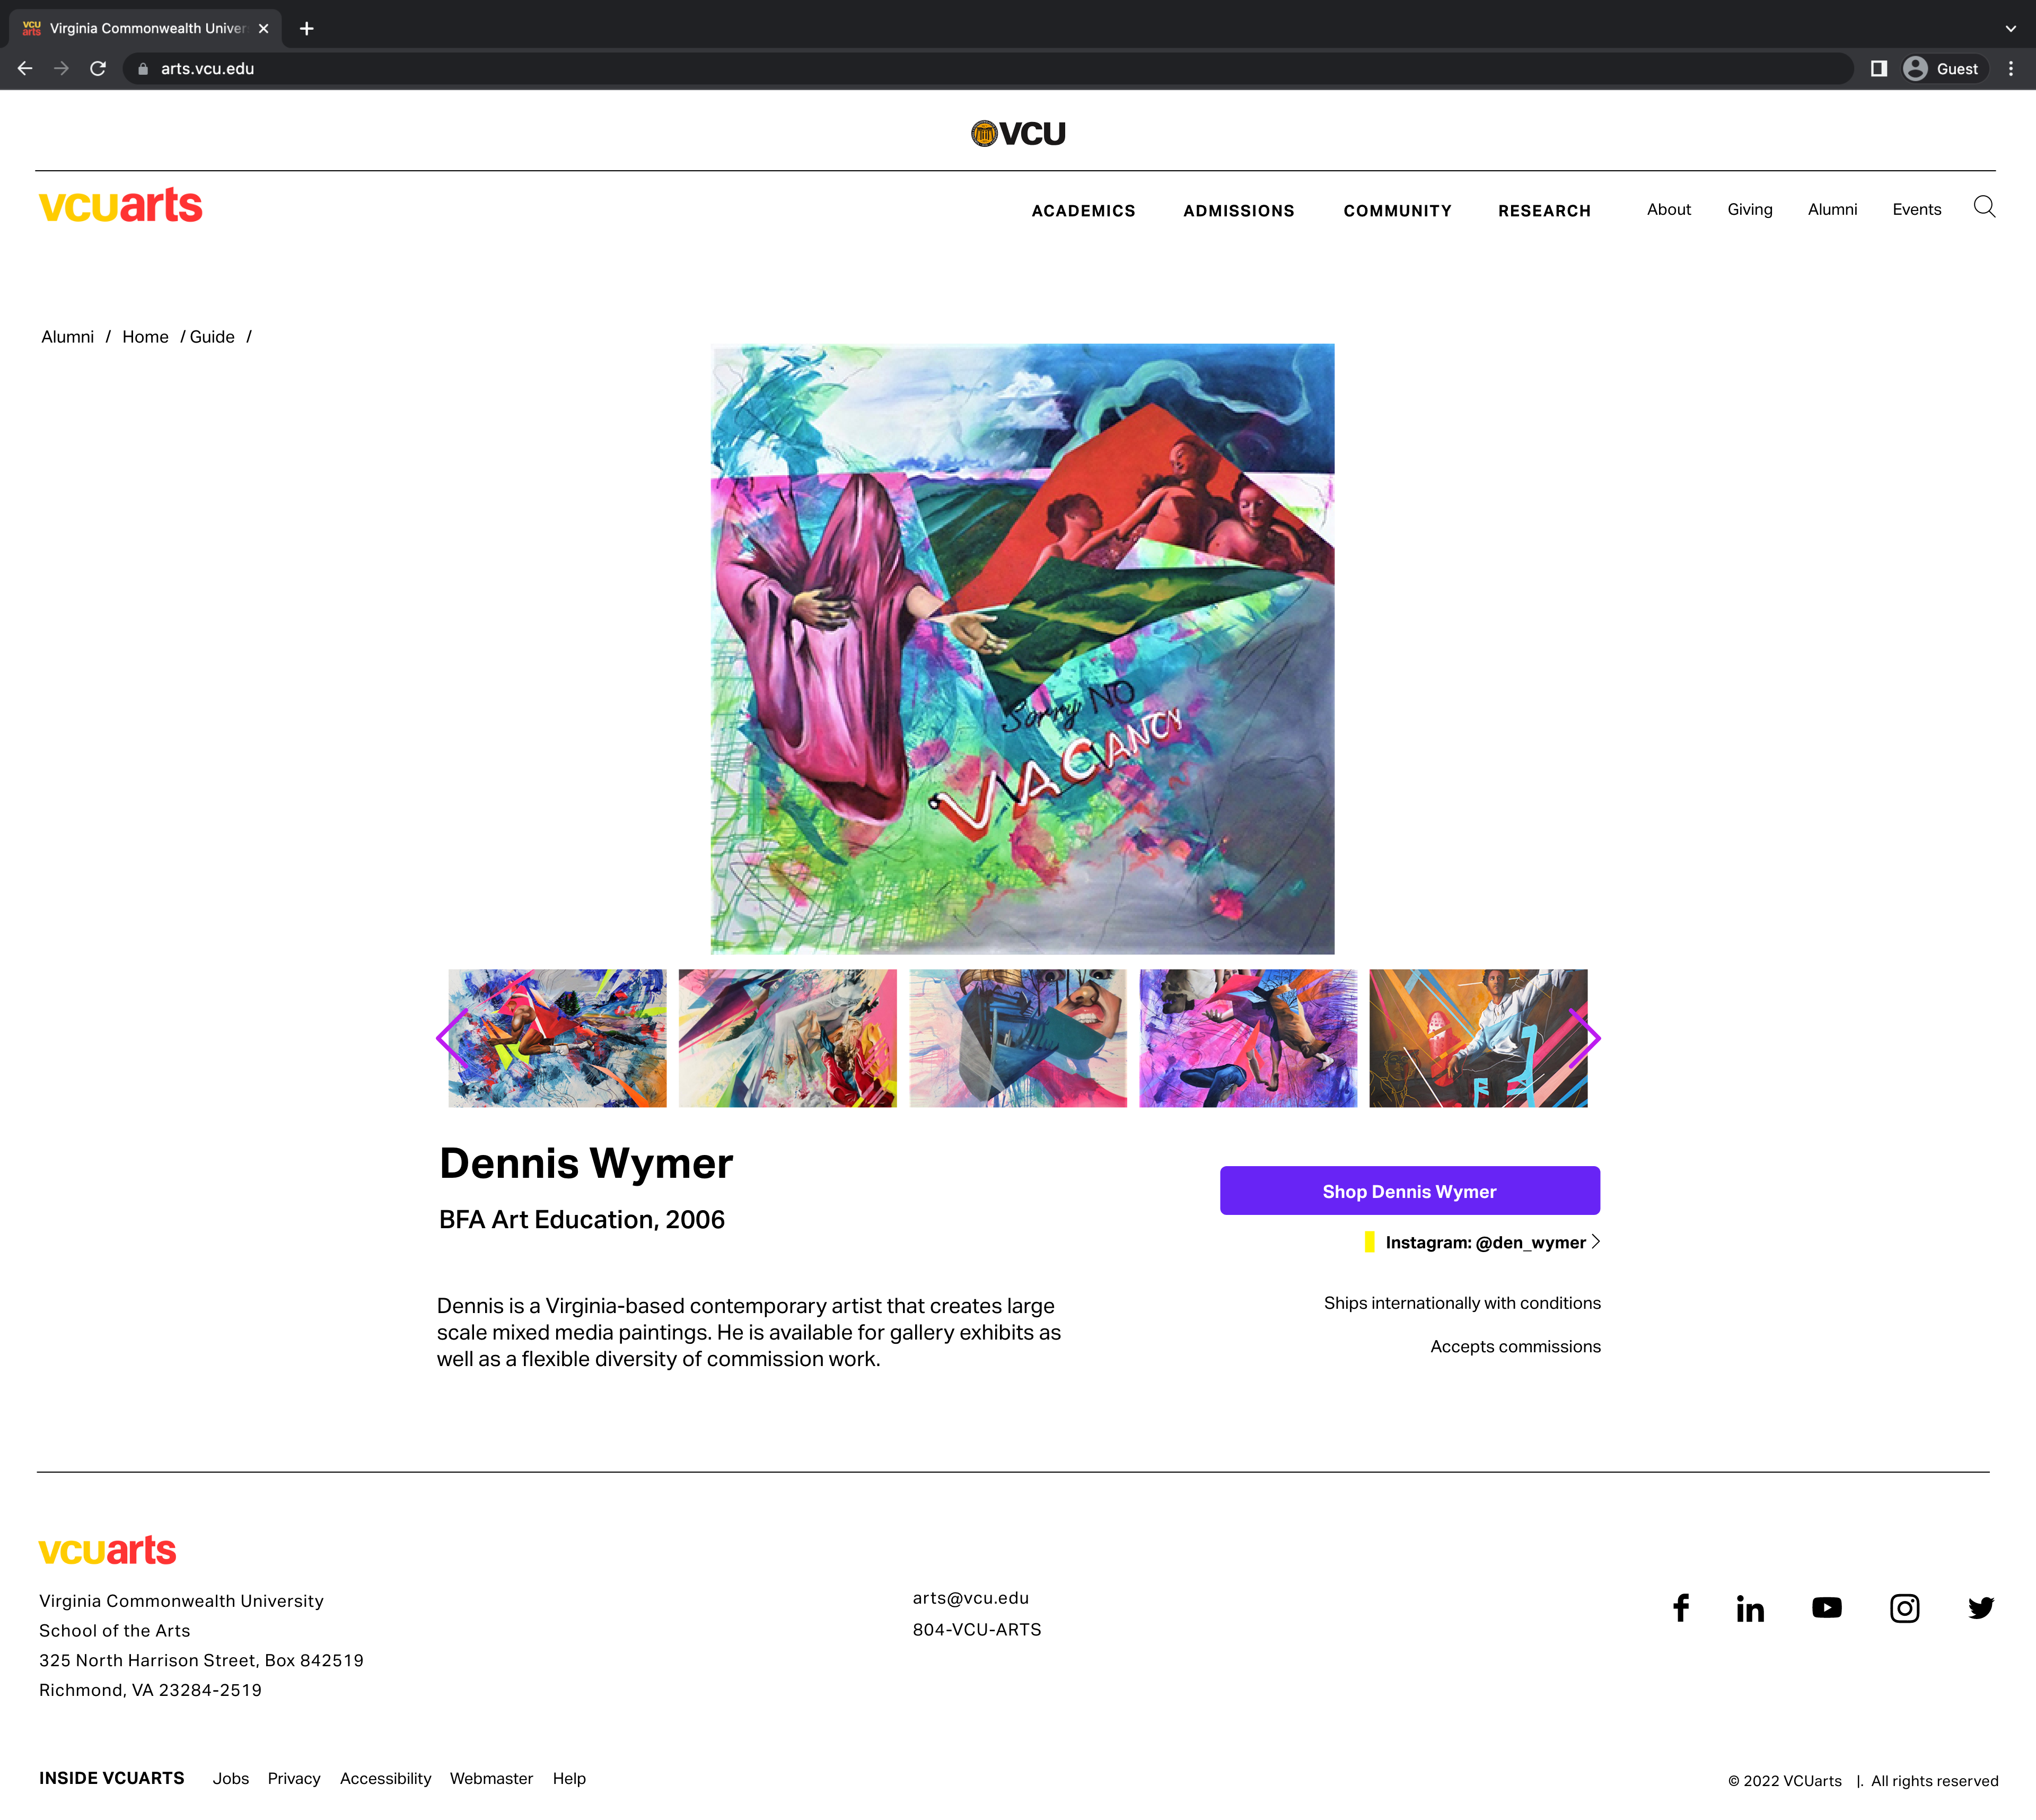 VCU
arts
Virginia Commonwealth Univer
arts.vcu.edu
Guest
VCU
vcuarts
ACADEMICS ADMISSIONS COMMUNITY RESEARCH About Giving Alumni Events
Alumni / Home / Guide /
Sorry NO
VACANCY
Dennis Wymer
BFA Art Education, 2006
Shop Dennis Wymer
Instagram: @den_wymer
Dennis is a Virginia-based contemporary artist that creates large
scale mixed media paintings. He is available for gallery exhibits as
well as a flexible diversity of commission work.
Ships internationally with conditions
Accepts commissions
vcuarts
Virginia Commonwealth University
School of the Arts
325 North Harrison Street, Box 842519
Richmond, VA 23284-2519
arts@vcu.edu
804-VCU-ARTS
f
in
INSIDE VCUARTS Jobs Privacy Accessibility Webmaster Help
© 2022 VCUarts |. All rights reserved